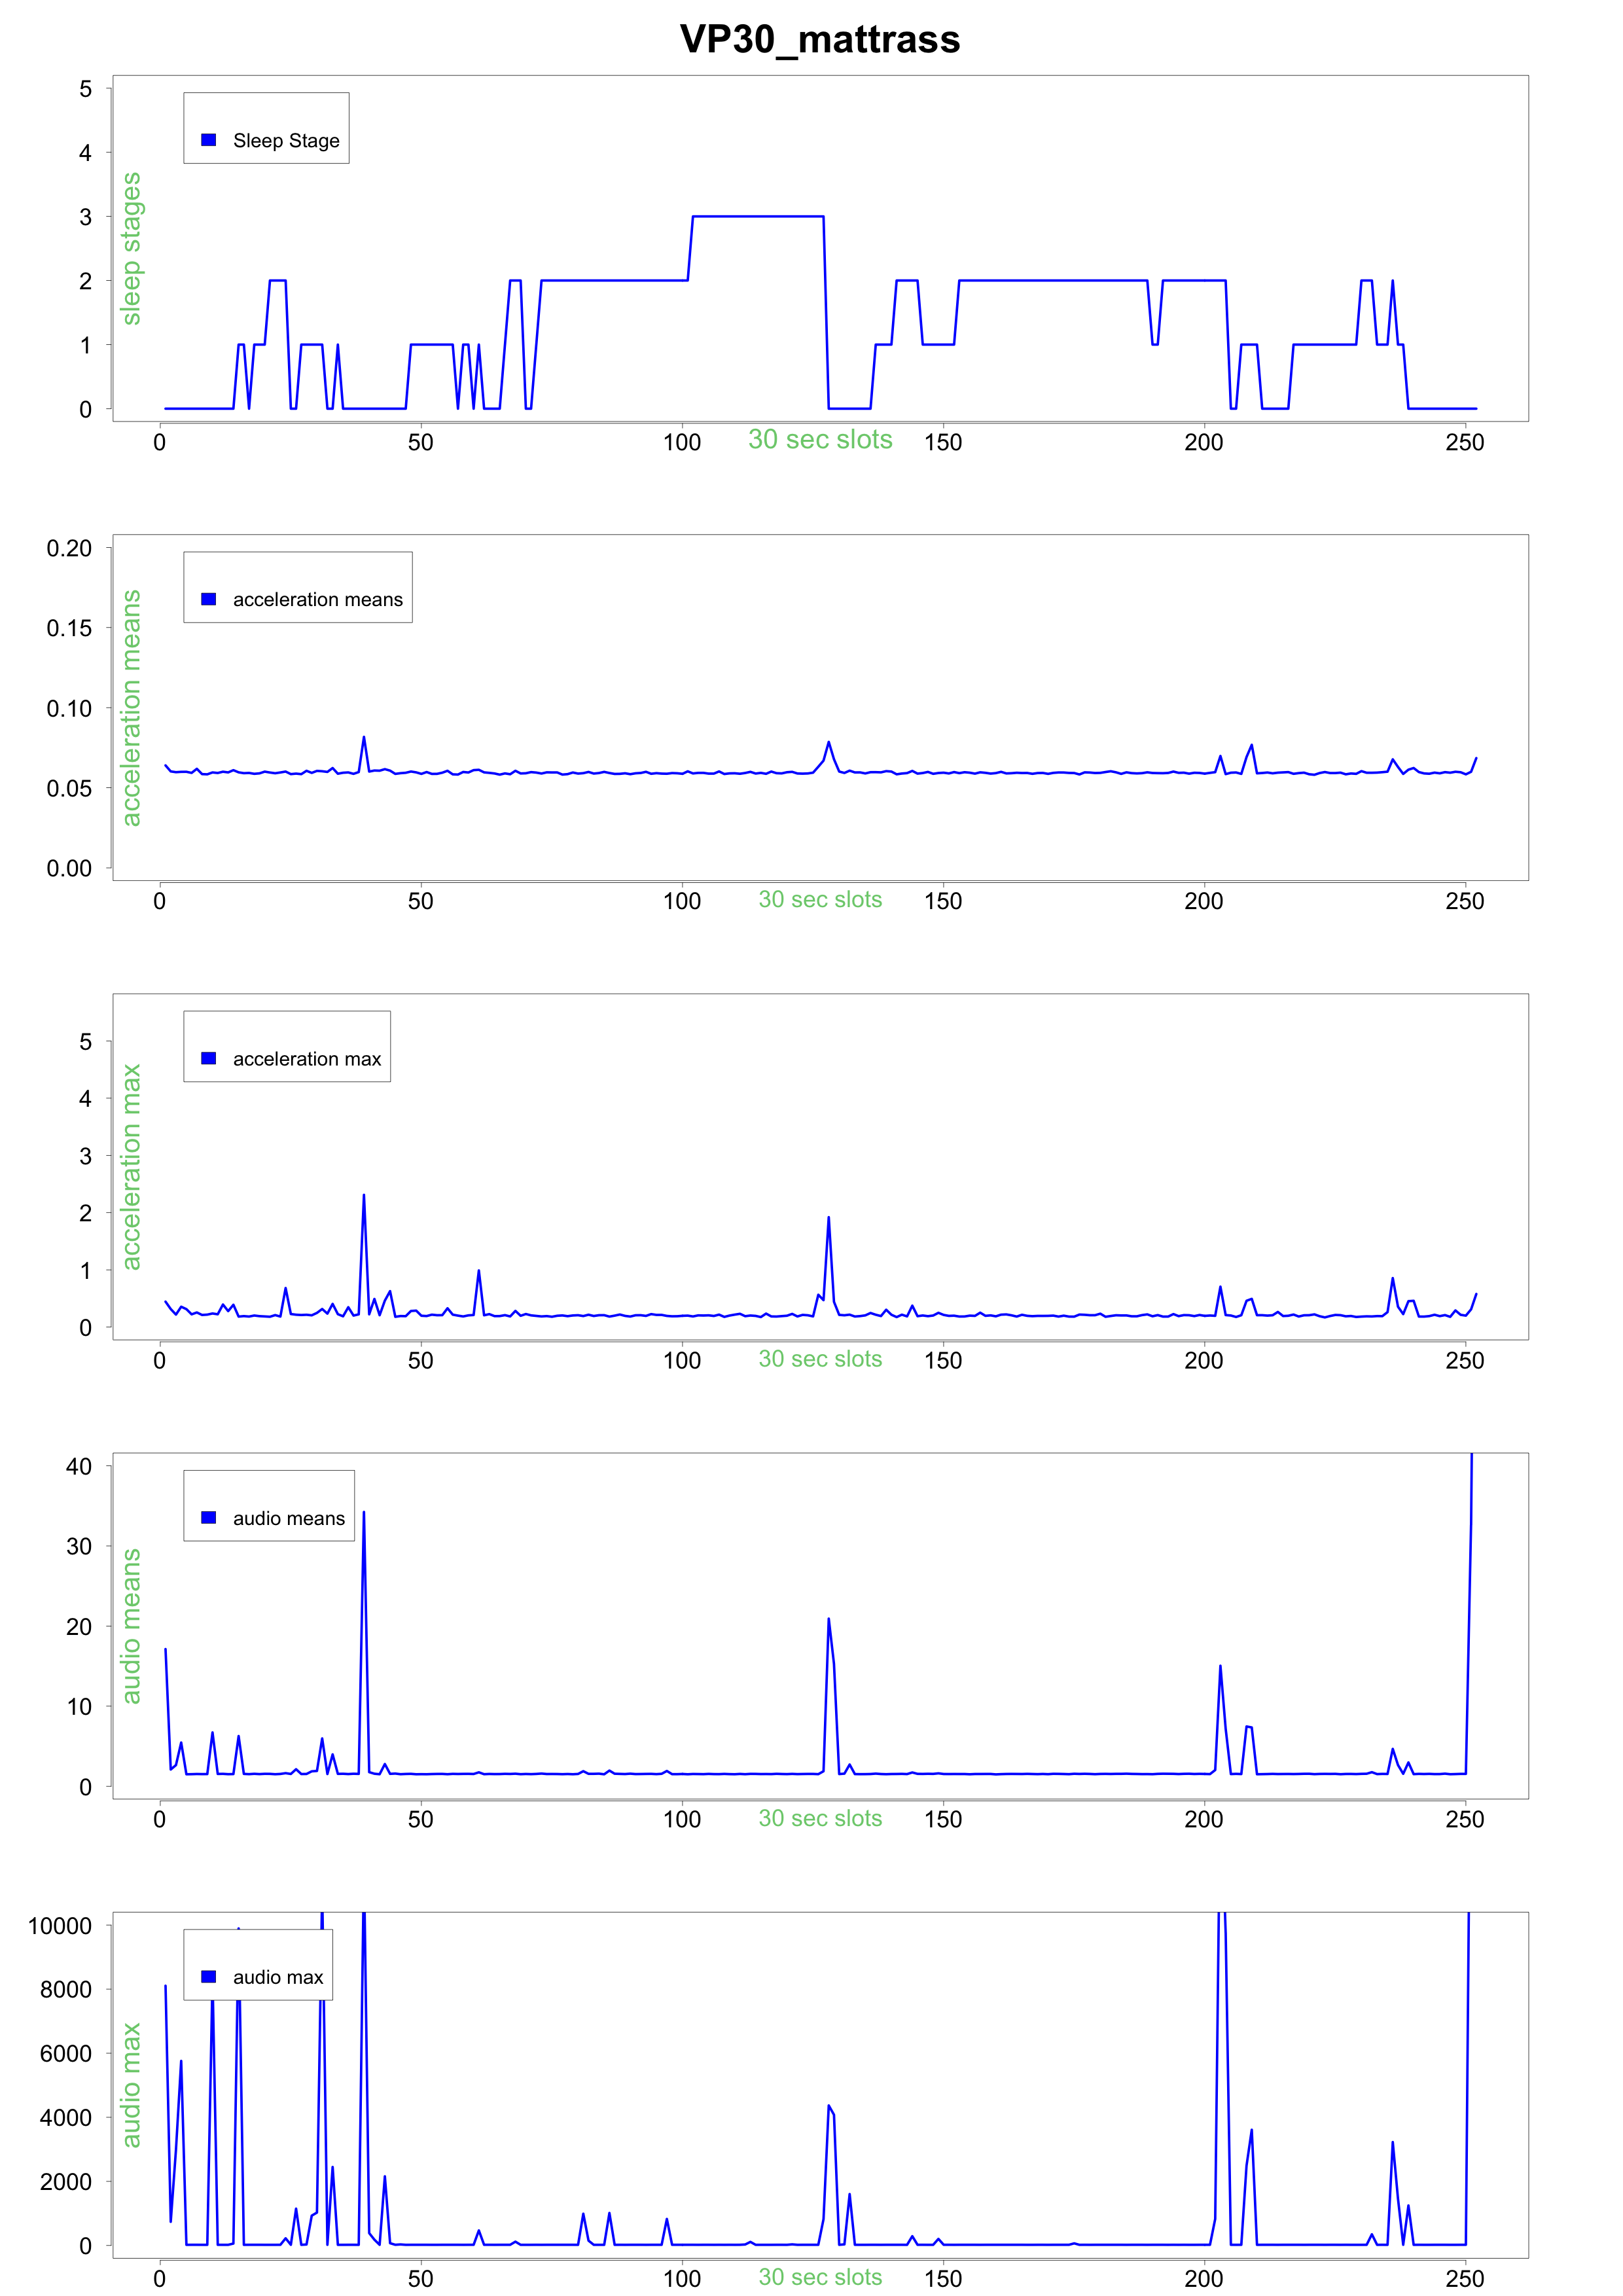 VP30_mattrass
5
4
3
2
1
0
sleep stages
Sleep Stage
0 50 100 150 200 250
30 sec slots
0.20
0.15
0.10
0.05
0.00
acceleration means
acceleration means
0 50 100 150 200 250
30 sec slots
5
4
3
2
1
0
acceleration max
acceleration max
0 50 100 150 200 250
30 sec slots
40
30
20
10
0
audio means
audio means
0 50 100 150 200 250
30 sec slots
10000
8000
6000
4000
2000
0
audio max
audio max
0 50 100 150 200 250
30 sec slots